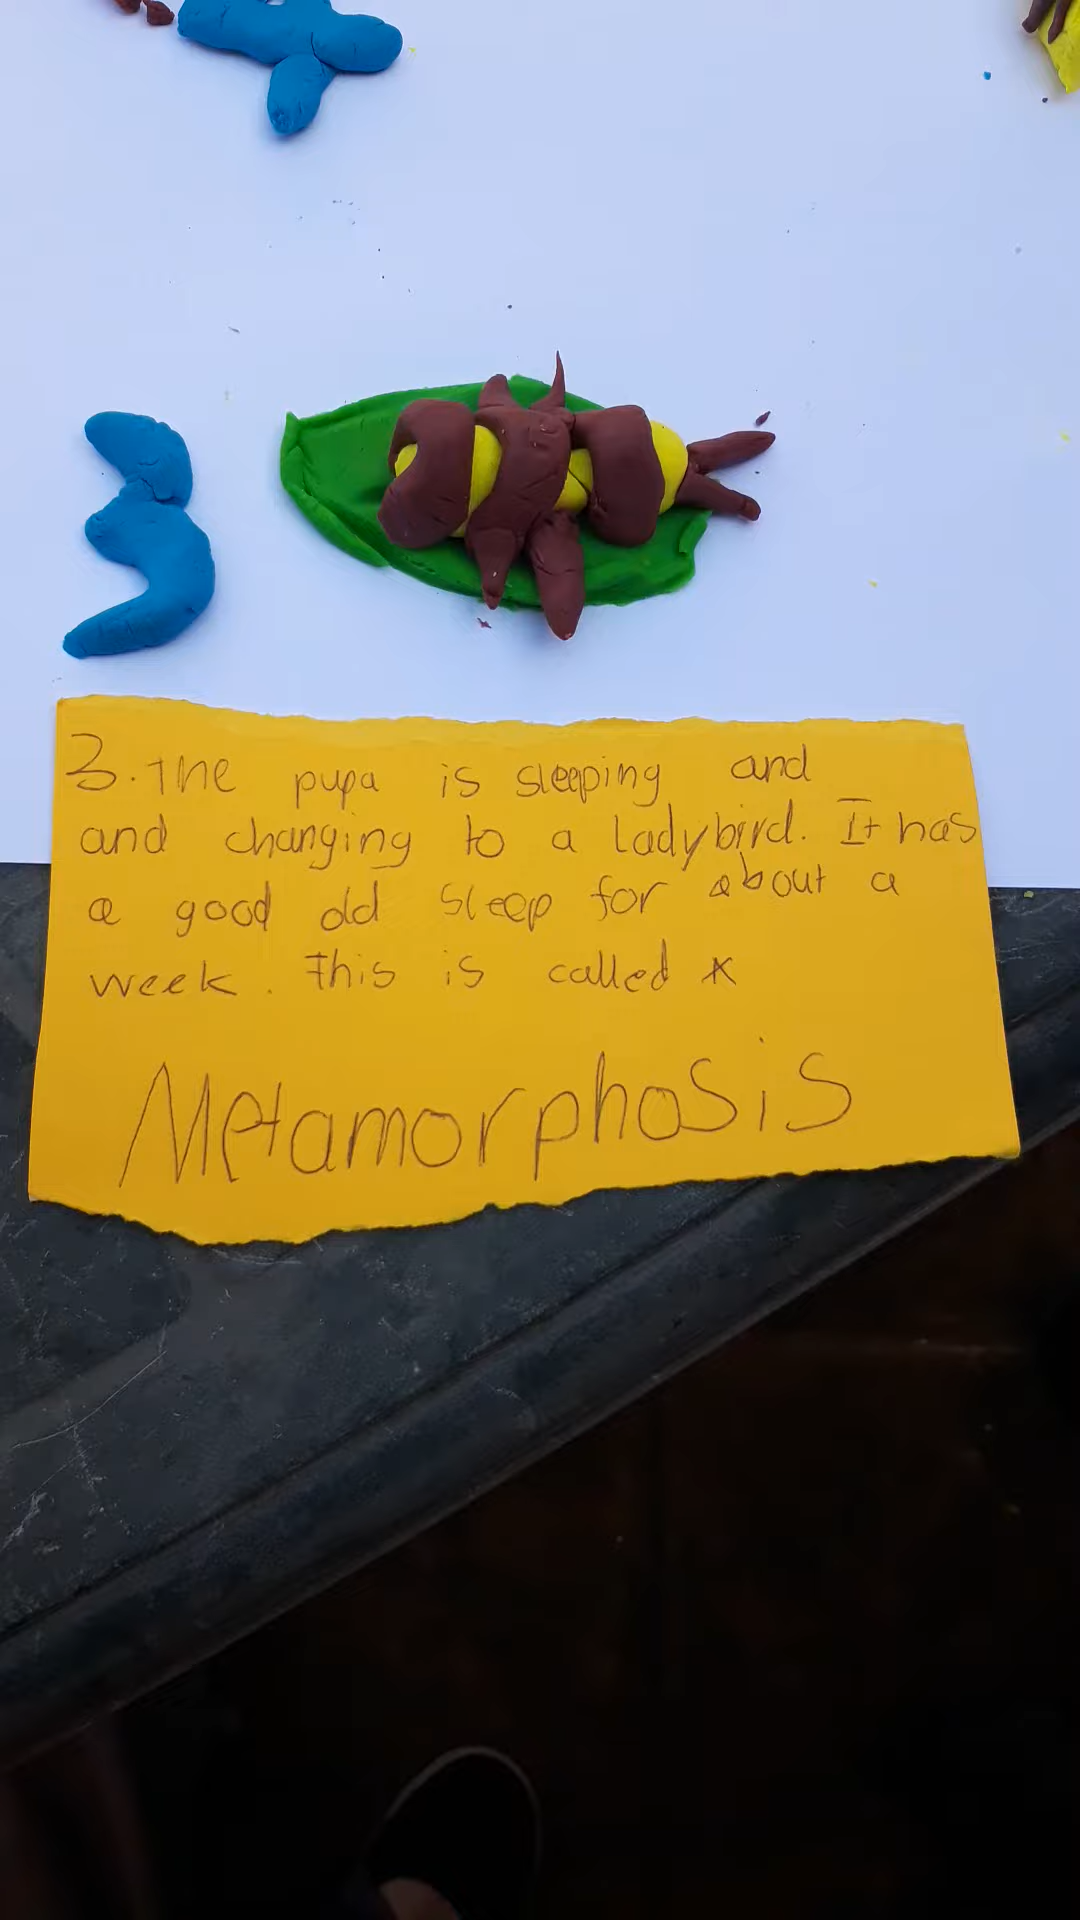 3
3. The pupa is sleeping and
and changing to a ladybird. It has
a good old sleep for about a
week. This is called *
Metamorphosis